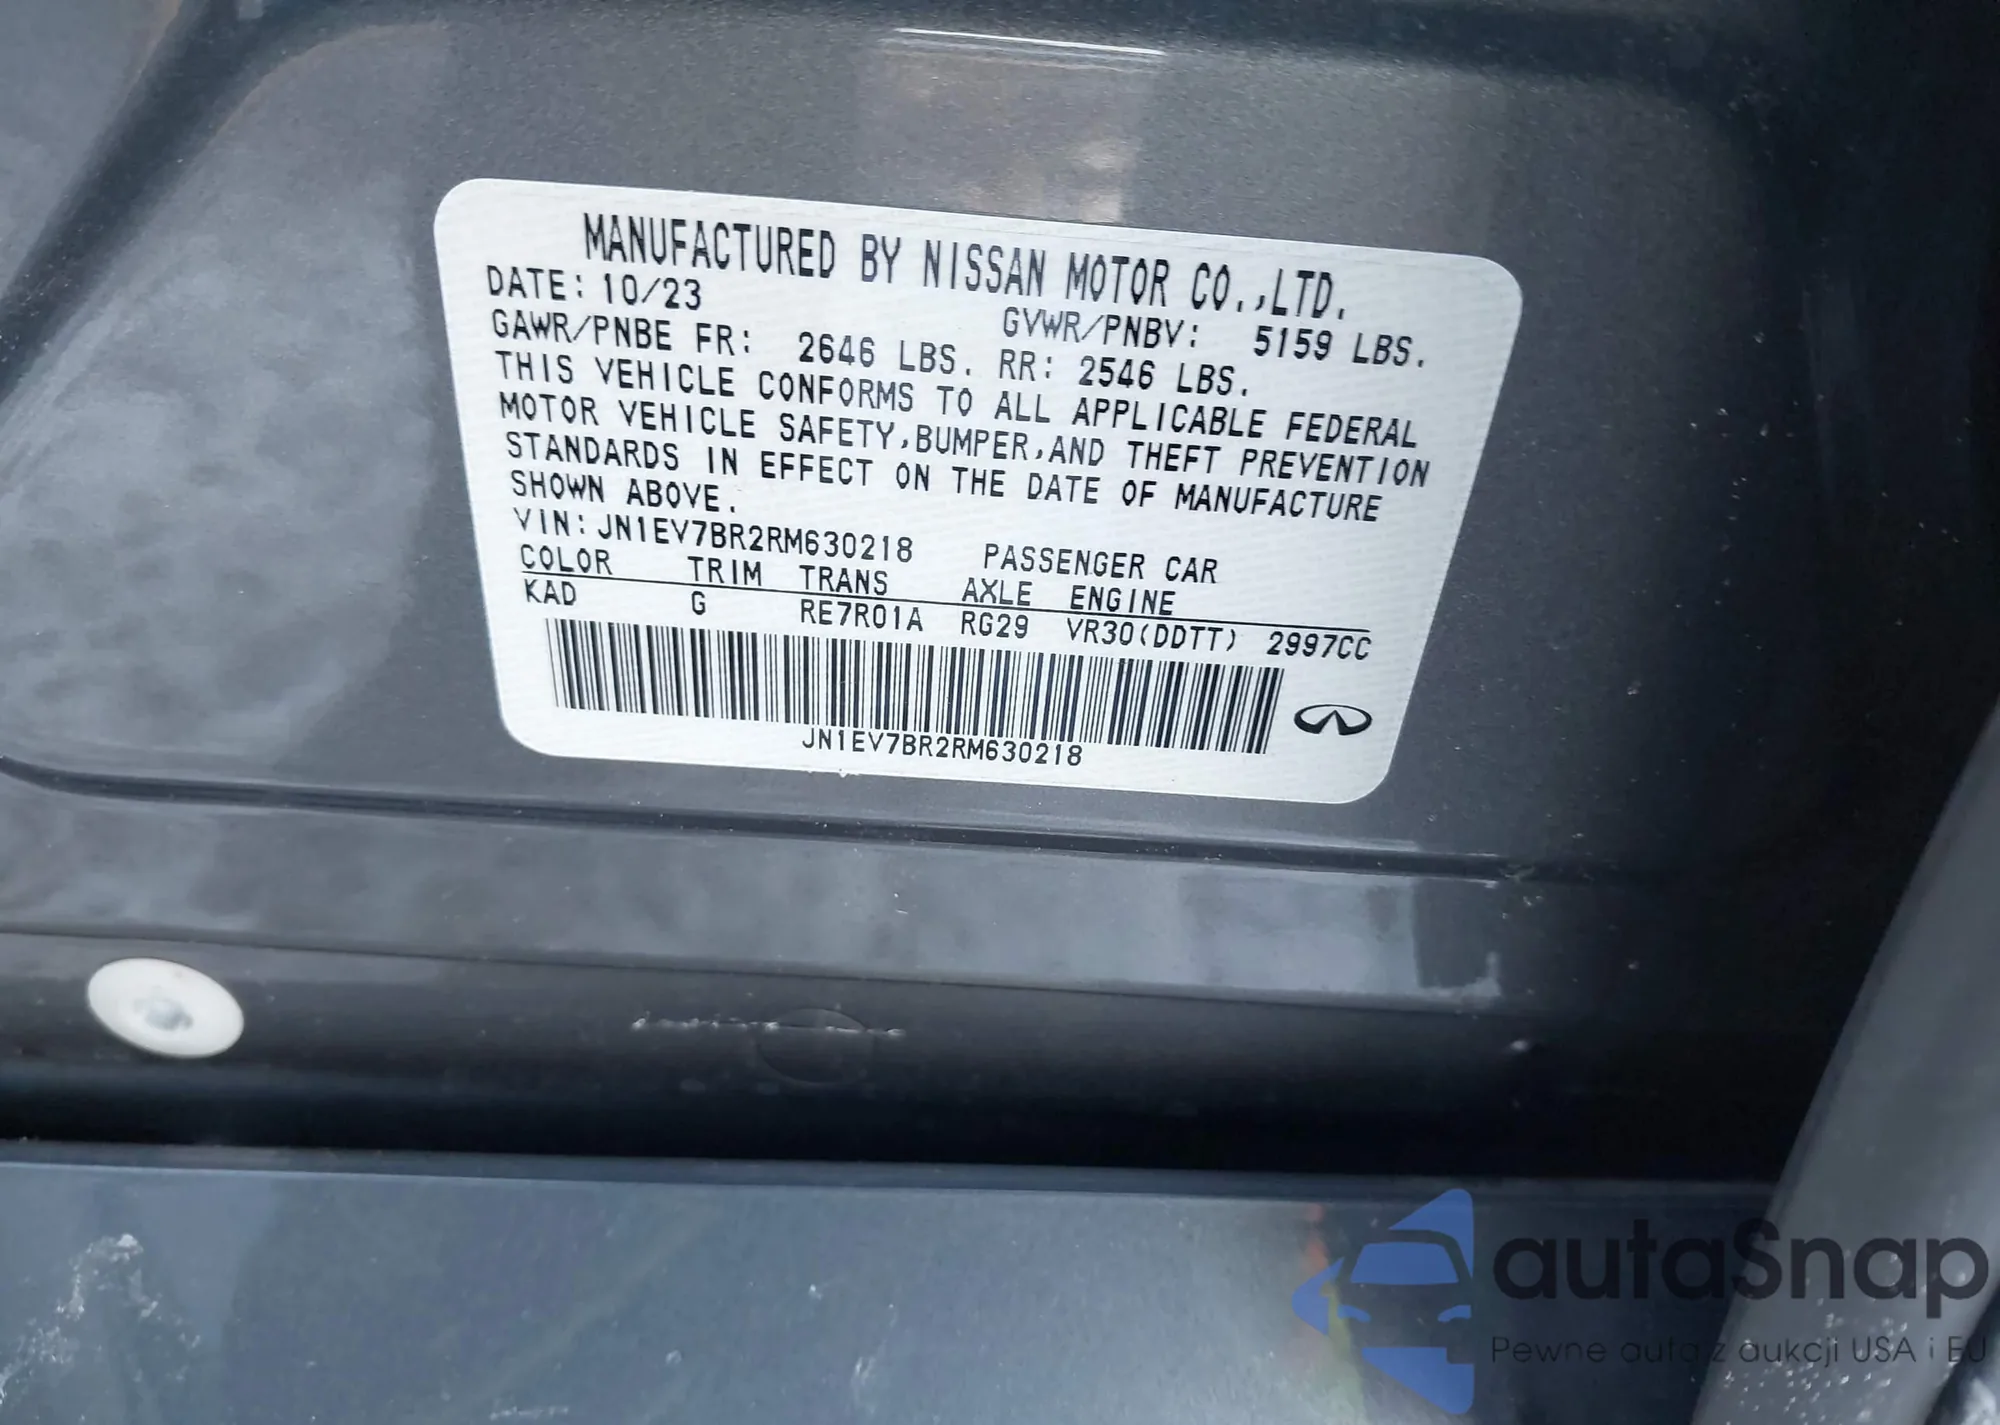 MANUFACTURED BY NISSAN MOTOR CO.,LTD.
DATE: 10/23 GVWR/PNBV: 5159 LBS.
GAWR/PNBE FR: 2646 LBS. RR: 2546 LBS.
THIS VEHICLE CONFORMS TO ALL APPLICABLE FEDERAL
MOTOR VEHICLE SAFETY,BUMPER,AND THEFT PREVENTION
STANDARDS IN EFFECT ON THE DATE OF MANUFACTURE
SHOWN ABOVE.
VIN: JN1EV7BR2RM630218 PASSENGER CAR
COLOR TRIM TRANS AXLE ENGINE
KAD G RE7R01A RG29 VR30(DDTT) 2997CC
JN1EV7BR2RM630218
autaSnap
Pewne auta z aukcji USA i EU